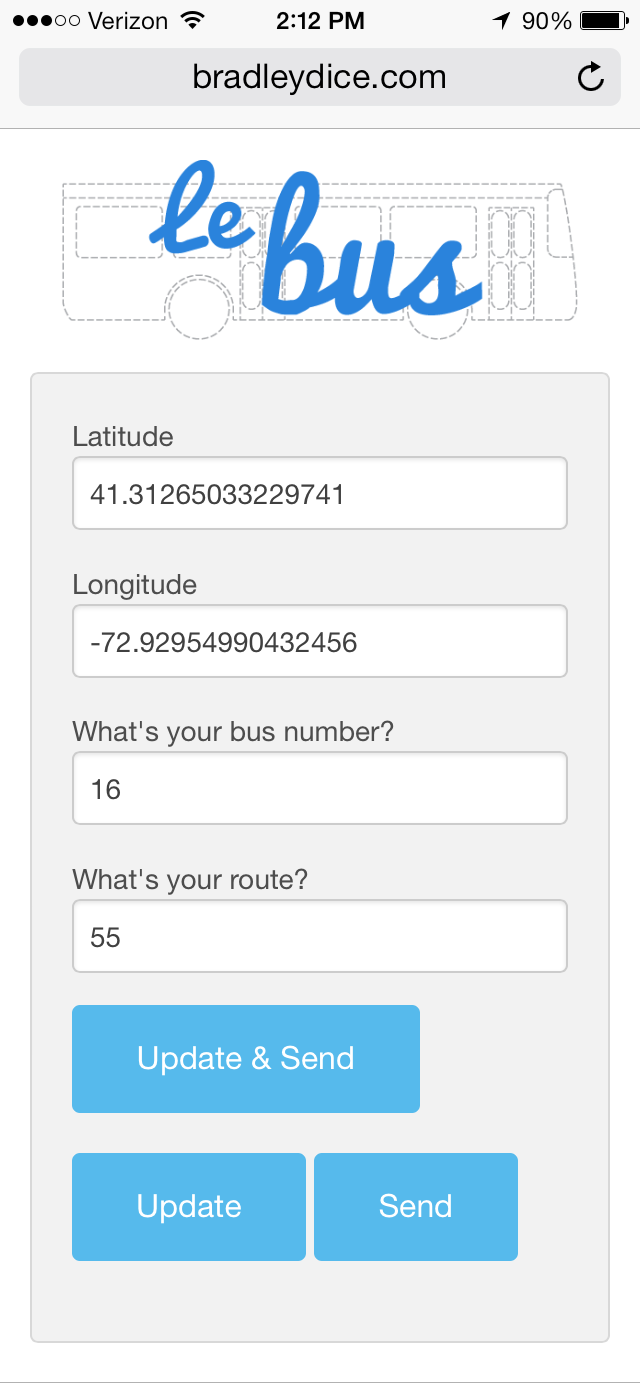 Verizon 2:12 PM 90%
bradleydice.com
le bus
Latitude
41.31265033229741
Longitude
-72.92954990432456
What's your bus number?
16
What's your route?
55
Update & Send
Update Send